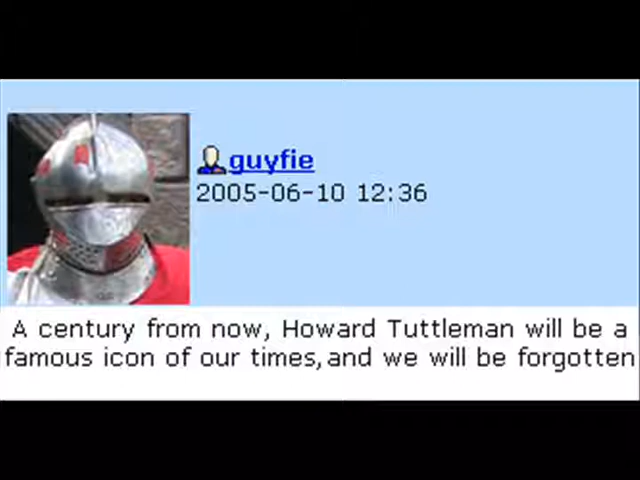 guyfie
2005-06-10 12:36
A century from now, Howard Tuttleman will be a
famous icon of our times, and we will be forgotten